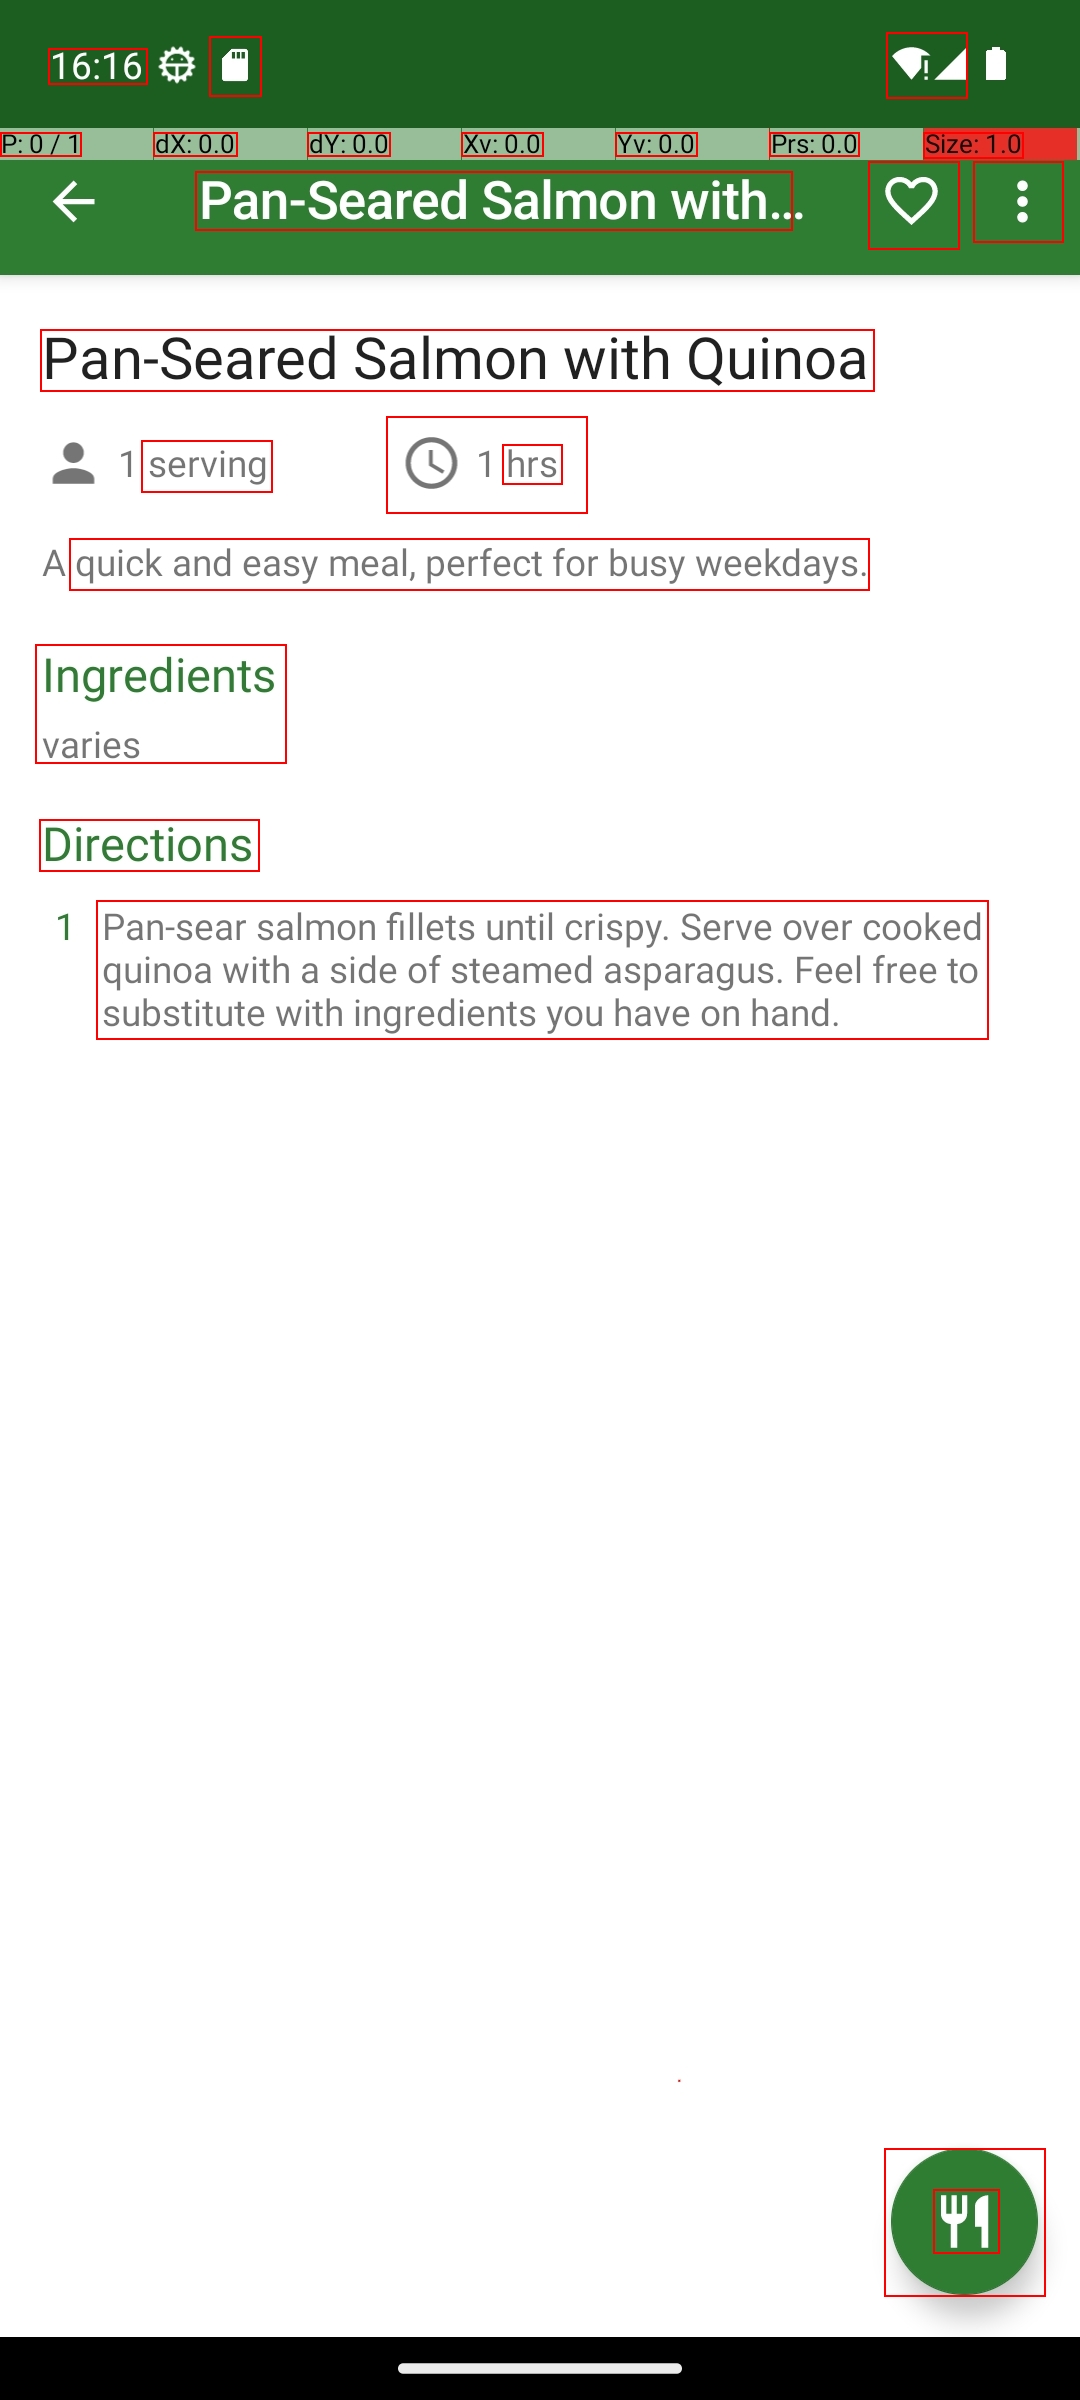 16:16
P: 0 / 1 dX: 0.0 dY: 0.0 Xv: 0.0 Yv: 0.0 Prs: 0.0 Size: 1.0
Pan-Seared Salmon with...
Pan-Seared Salmon with Quinoa
1 serving 1 hrs
A quick and easy meal, perfect for busy weekdays.
Ingredients
varies
Directions
1 Pan-sear salmon fillets until crispy. Serve over cooked
quinoa with a side of steamed asparagus. Feel free to
substitute with ingredients you have on hand.